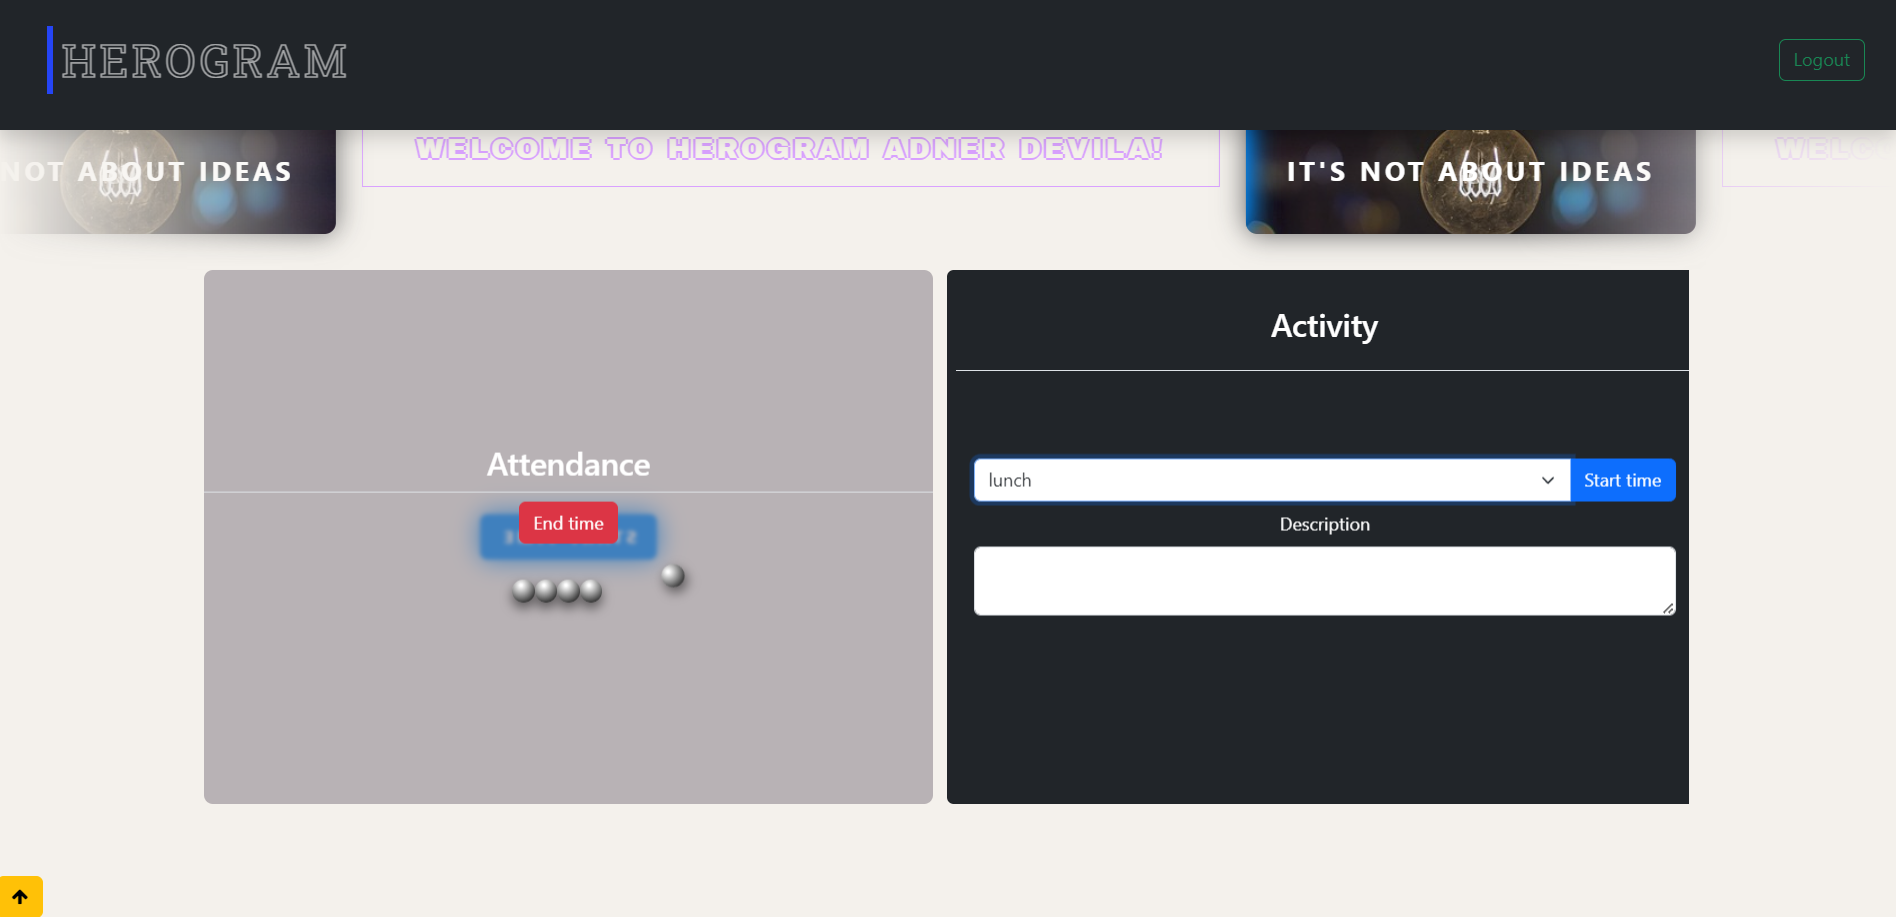 HEROGRAM
Logout
NOT ABOUT IDEAS
WELCOME TO HEROGRAM ADNER DEVILA!
IT'S NOT ABOUT IDEAS
WELC
Attendance
End time
Activity
lunch
Start time
Description